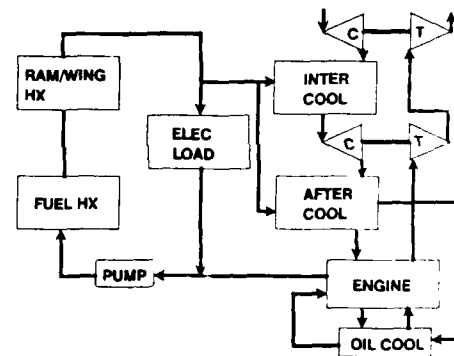 C
T
RAM/WING
HX
INTER
COOL
ELEC
LOAD
C
T
FUEL HX
AFTER
COOL
PUMP
ENGINE
OIL COOL